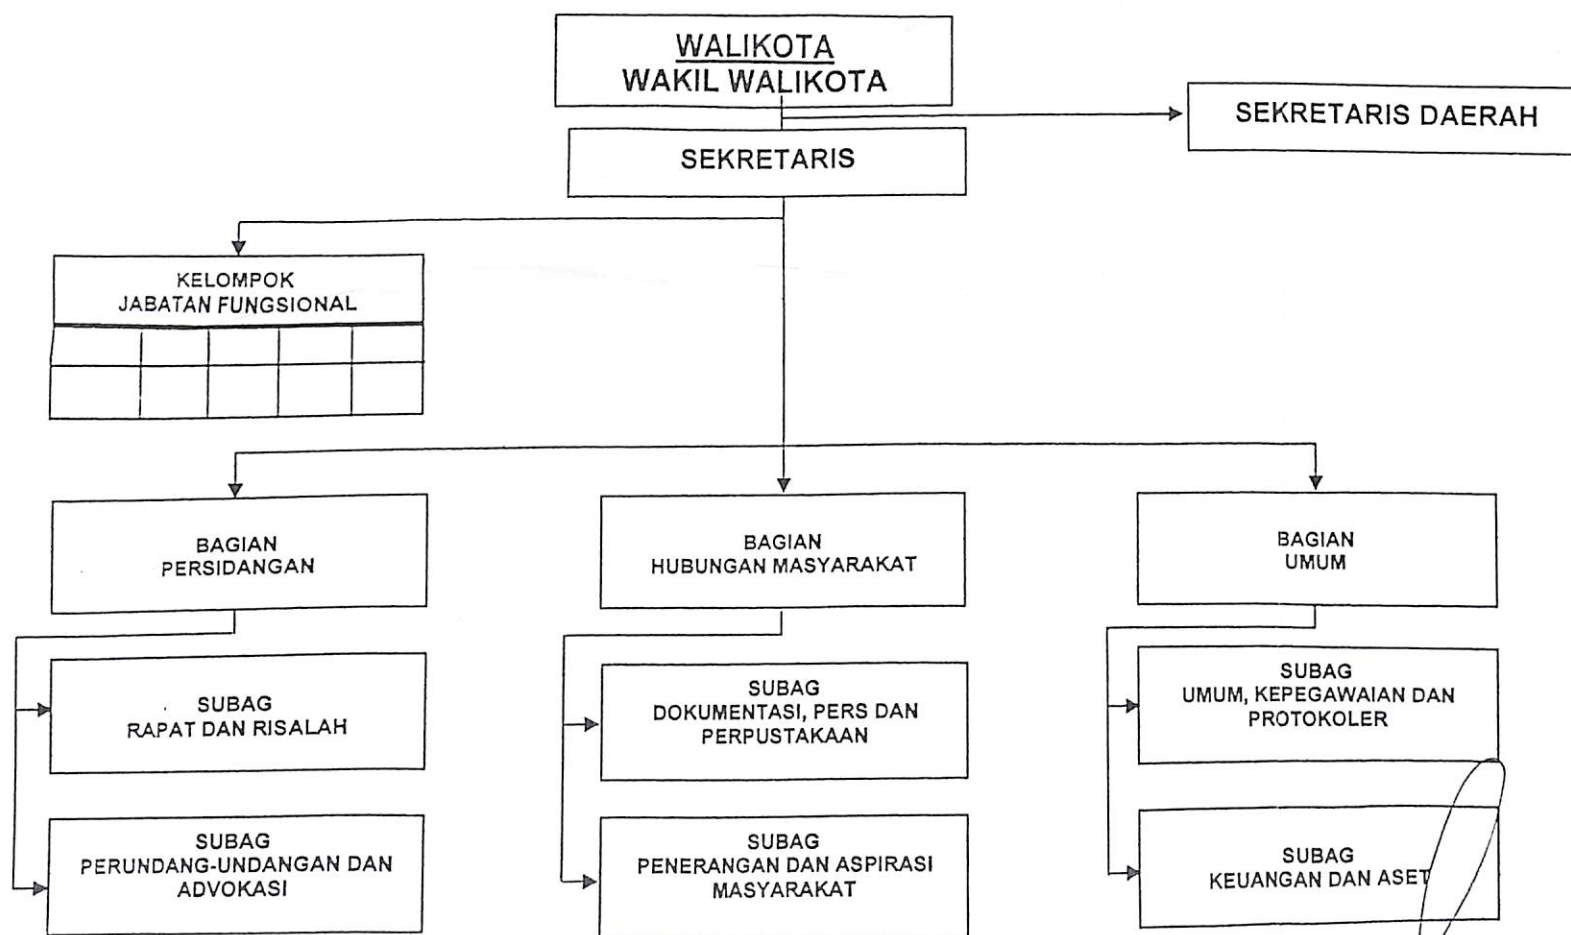 WALIKOTA
WAKIL WALIKOTA
SEKRETARIS DAERAH
SEKRETARIS
KELOMPOK
JABATAN FUNGSIONAL
BAGIAN
PERSIDANGAN
BAGIAN
HUBUNGAN MASYARAKAT
BAGIAN
UMUM
SUBAG
RAPAT DAN RISALAH
SUBAG
DOKUMENTASI, PERS DAN
PERPUSTAKAAN
SUBAG
UMUM, KEPEGAWAIAN DAN
PROTOKOLER
SUBAG
PERUNDANG-UNDANGAN DAN
ADVOKASI
SUBAG
PENERANGAN DAN ASPIRASI
MASYARAKAT
SUBAG
KEUANGAN DAN ASET